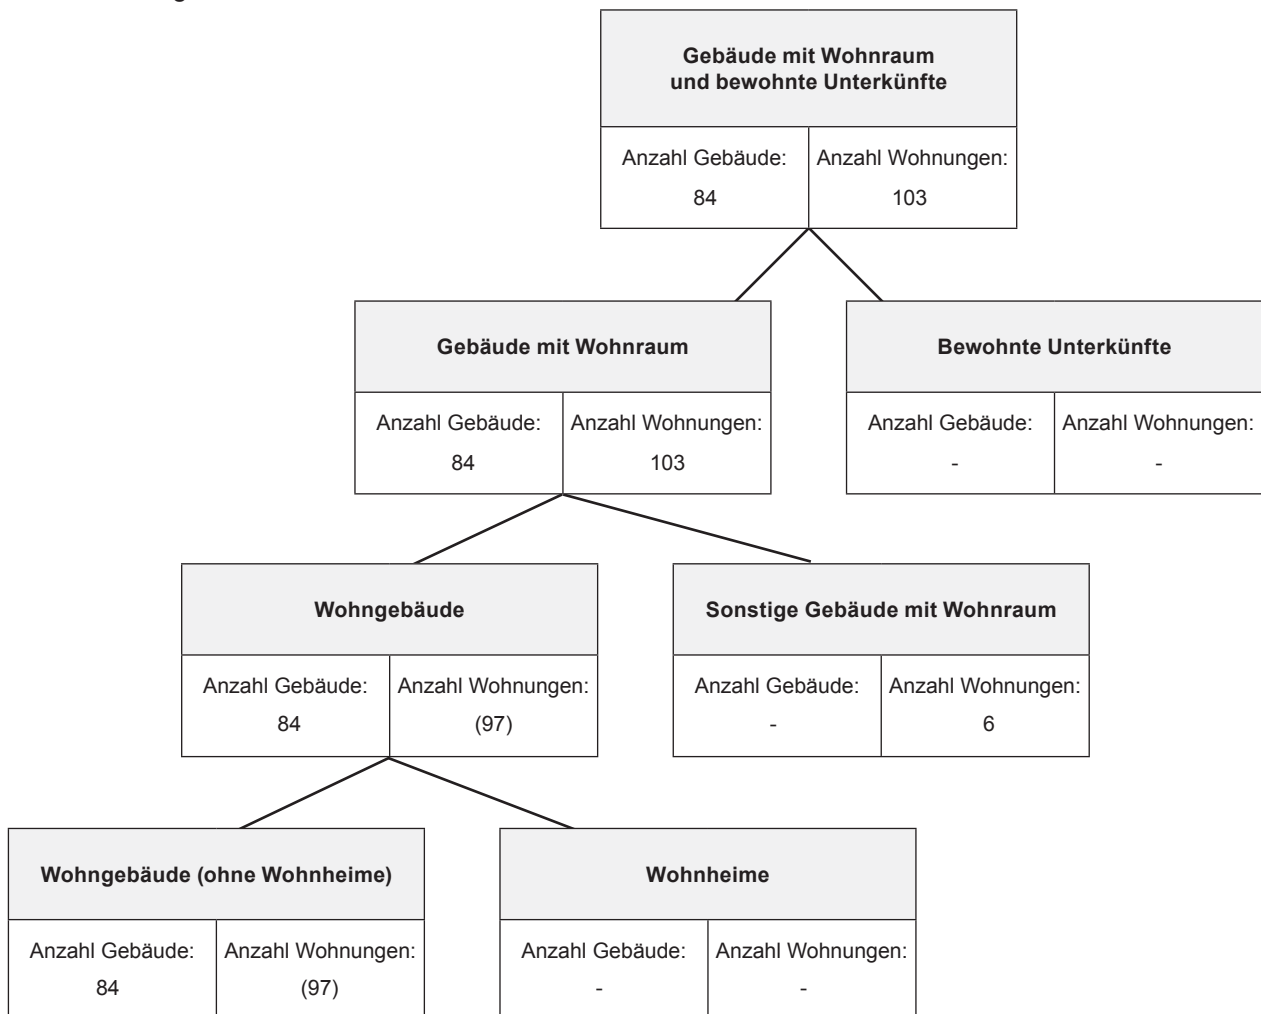 Gebäude mit Wohnraum
und bewohnte Unterkünfte
Anzahl Gebäude: Anzahl Wohnungen:
84 103
Gebäude mit Wohnraum Bewohnte Unterkünfte
Anzahl Gebäude: Anzahl Wohnungen: Anzahl Gebäude: Anzahl Wohnungen:
84 103 - -
Wohngebäude Sonstige Gebäude mit Wohnraum
Anzahl Gebäude: Anzahl Wohnungen: Anzahl Gebäude: Anzahl Wohnungen:
84 (97) - 6
Wohngebäude (ohne Wohnheime) Wohnheime
Anzahl Gebäude: Anzahl Wohnungen: Anzahl Gebäude: Anzahl Wohnungen:
84 (97) - -